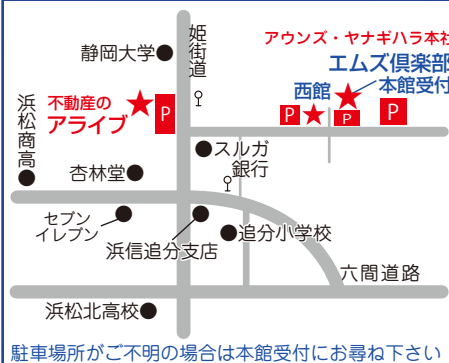 アウンズ・ヤナギハラ本社
姫街道
静岡大学
エムズ倶楽部
本館受付
西館
不動産の
アライブ
P
P
P
P
浜松商高
スルガ
銀行
杏林堂
セブン
イレブン
浜信追分支店
追分小学校
六間道路
浜松北高校
駐車場所がご不明の場合は本館受付にお尋ね下さい